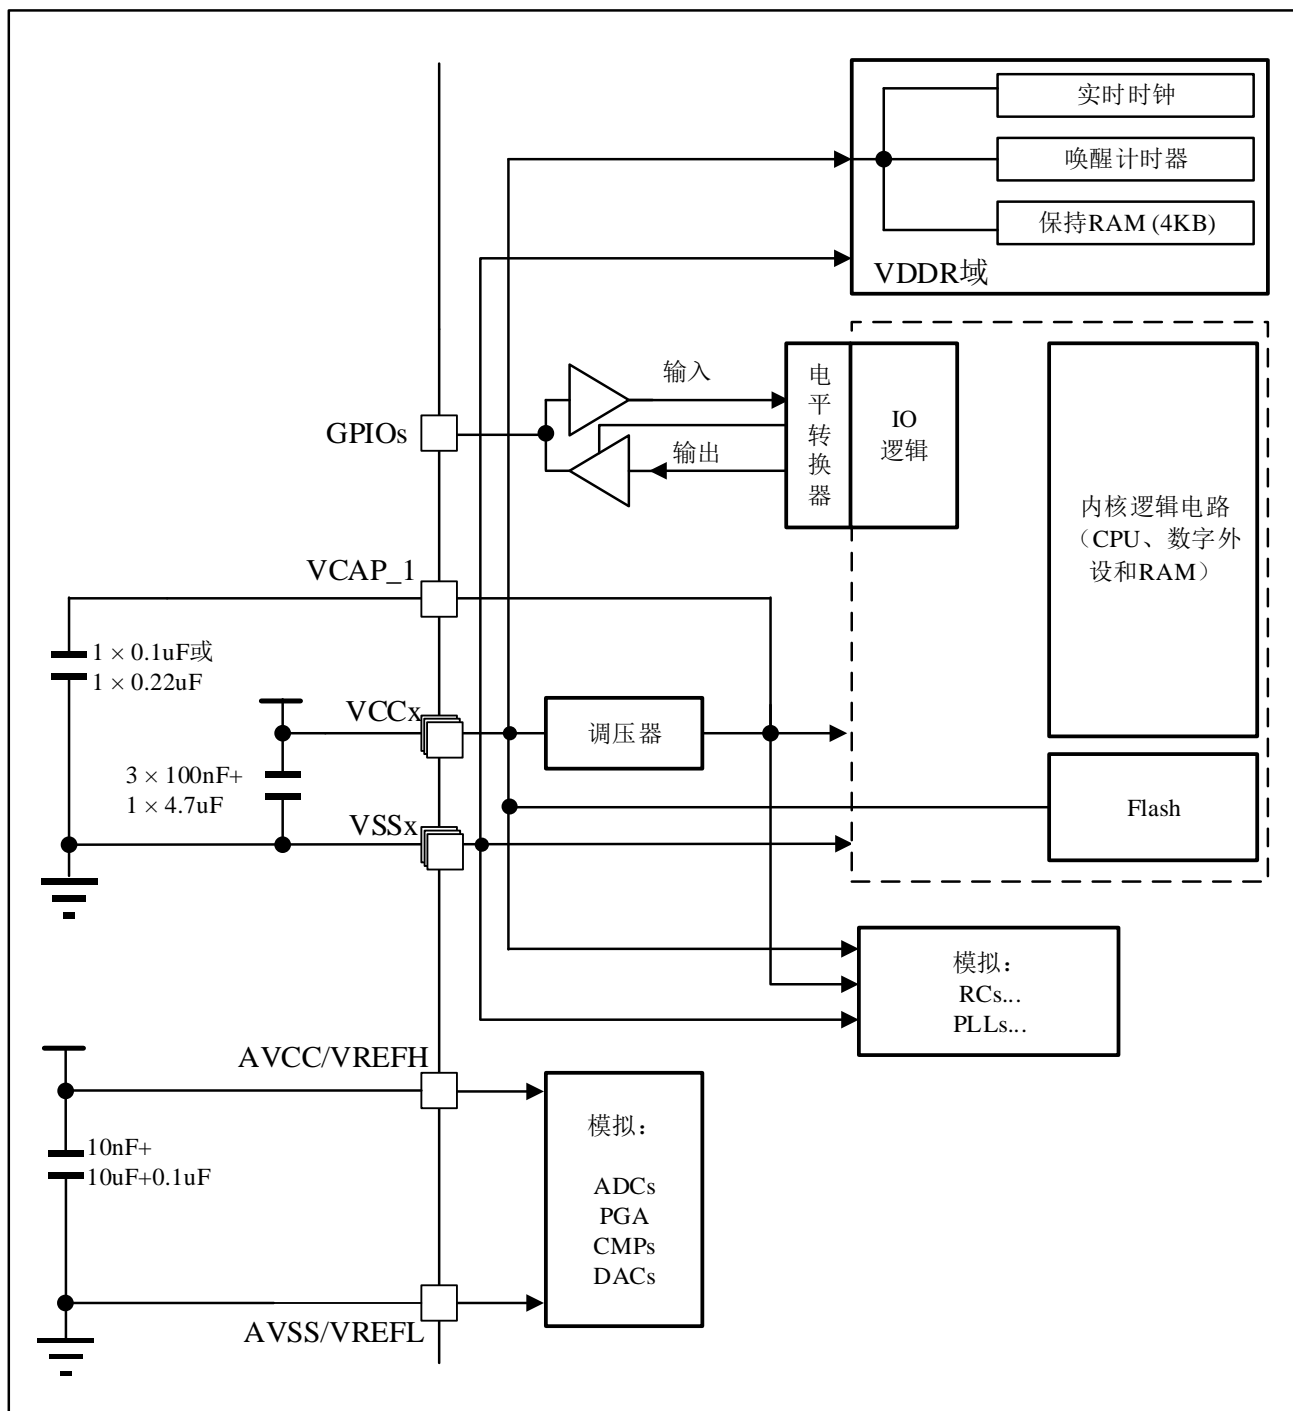 实时时钟
唤醒计时器
保持RAM (4KB)
VDDR域
输入
GPIOs
输出
电
平
转
换
器
IO
逻辑
内核逻辑电路
（CPU、数字外
设和RAM）
VCAP_1
1 × 0.1uF或
1 × 0.22uF
VCCx
调压器
3 × 100nF+
1 × 4.7uF
VSSx
Flash
模拟：
RCs...
PLLs...
AVCC/VREFH
10nF+
10uF+0.1uF
模拟：
ADCs
PGA
CMPs
DACs
AVSS/VREFL